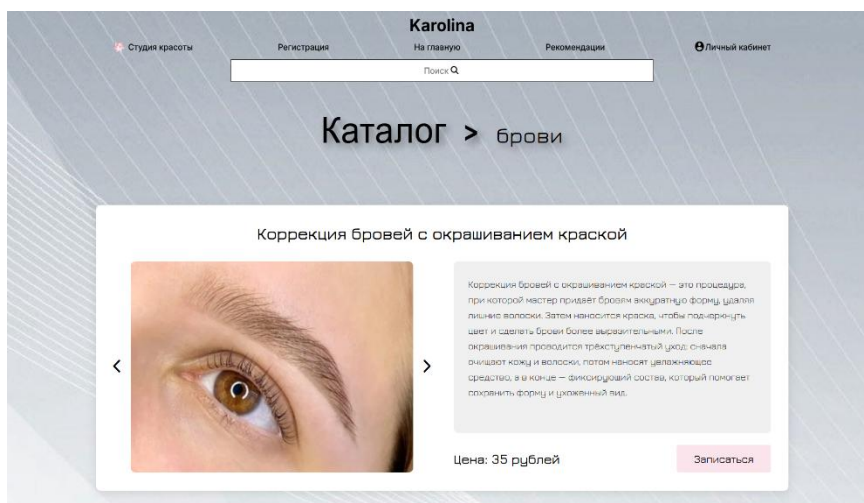 Karolina
Студия красоты Регистрация На главную Рекомендации Личный кабинет
Поиск
Каталог > брови
Коррекция бровей с окрашиванием краской
Коррекция бровей с окрашиванием краской — это процедура,
при которой мастер придаёт бровям аккуратную форму, удаляя
лишние волоски. Затем наносится краска, чтобы подчеркнуть
цвет и сделать брови более выразительными. После
окрашивания проводится трёхступенчатый уход: сначала
очищают кожу и волоски, потом наносят увлажняющее
средство, а в конце — фиксирующий состав, который помогает
сохранить форму и ухоженный вид.
Цена: 35 рублей
Записаться